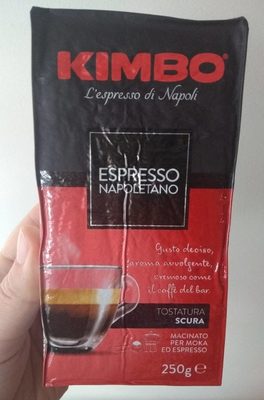 KIMBO
L'espresso di Napoli
ESPRESSO
NAPOLETANO
Gusto deciso,
aroma avvolgente,
cremoso come
il caffè del bar
TOSTATURA
SCURA
MACINATO
PER MOKA
ED ESPRESSO
250g ℮